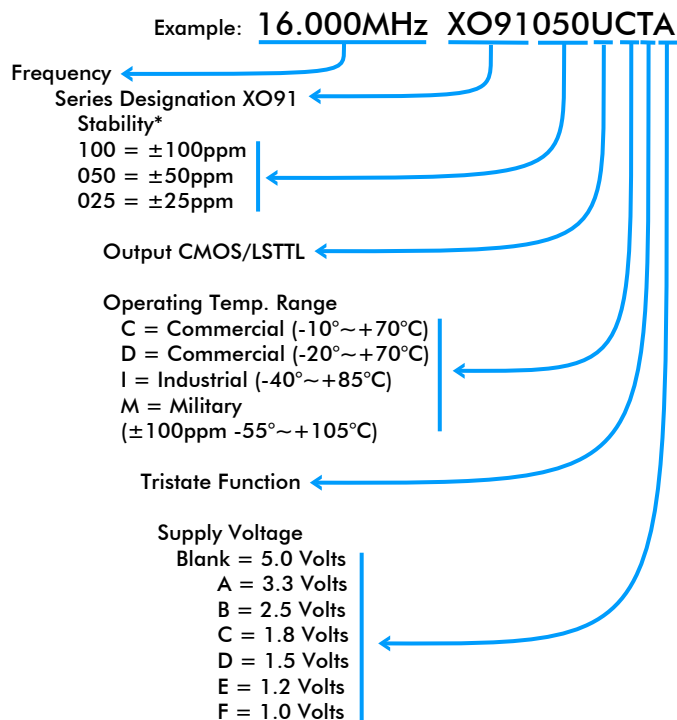 Example: 16.000MHz XO91050UCTA
Frequency
Series Designation XO91
Stability*
100 = ±100ppm
050 = ±50ppm
025 = ±25ppm
Output CMOS/LSTTL
Operating Temp. Range
C = Commercial (-10°~+70°C)
D = Commercial (-20°~+70°C)
I = Industrial (-40°~+85°C)
M = Military
(±100ppm -55°~+105°C)
Tristate Function
Supply Voltage
Blank = 5.0 Volts
A = 3.3 Volts
B = 2.5 Volts
C = 1.8 Volts
D = 1.5 Volts
E = 1.2 Volts
F = 1.0 Volts